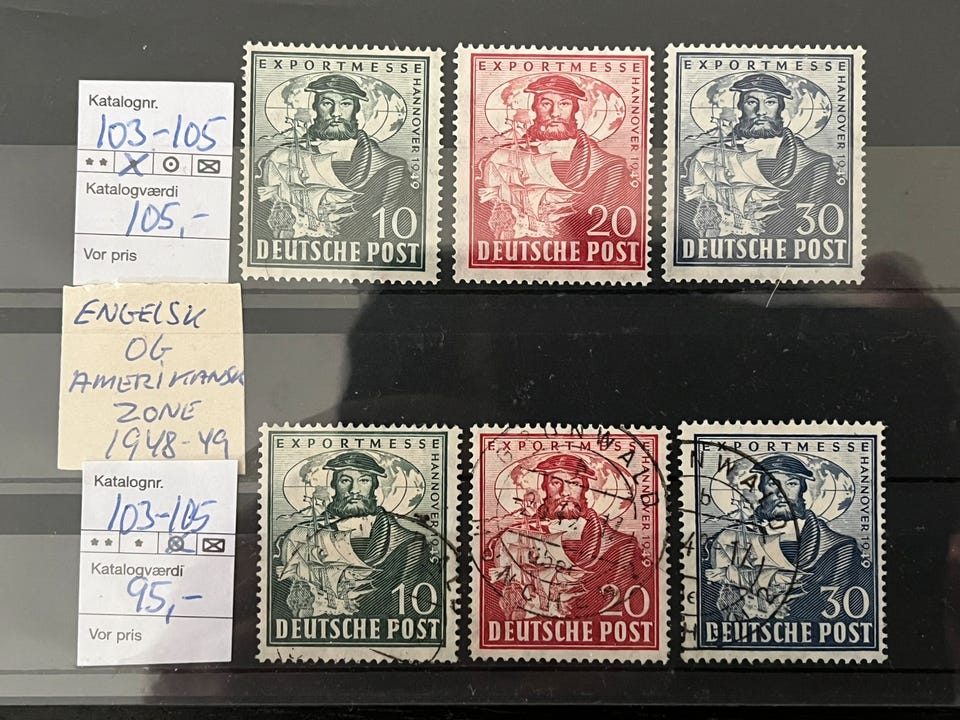 Katalognr.
103-105
** X ⊙ ✉
Katalogværdi
105,-
Vor pris
EXPORTMESSE
HANNOVER 1949
10
DEUTSCHE POST
EXPORTMESSE
HANNOVER 1949
20
DEUTSCHE POST
EXPORTMESSE
HANNOVER 1949
30
DEUTSCHE POST
ENGELSK
OG
AMERIKANSK
ZONE
1948-49
Katalognr.
103-105
** * ⊙ ✉
Katalogværdi
95,-
Vor pris
EXPORTMESSE
HANNOVER 1949
10
DEUTSCHE POST
EXPORTMESSE
HANNOVER 1949
20
DEUTSCHE POST
EXPORTMESSE
HANNOVER 1949
30
DEUTSCHE POST